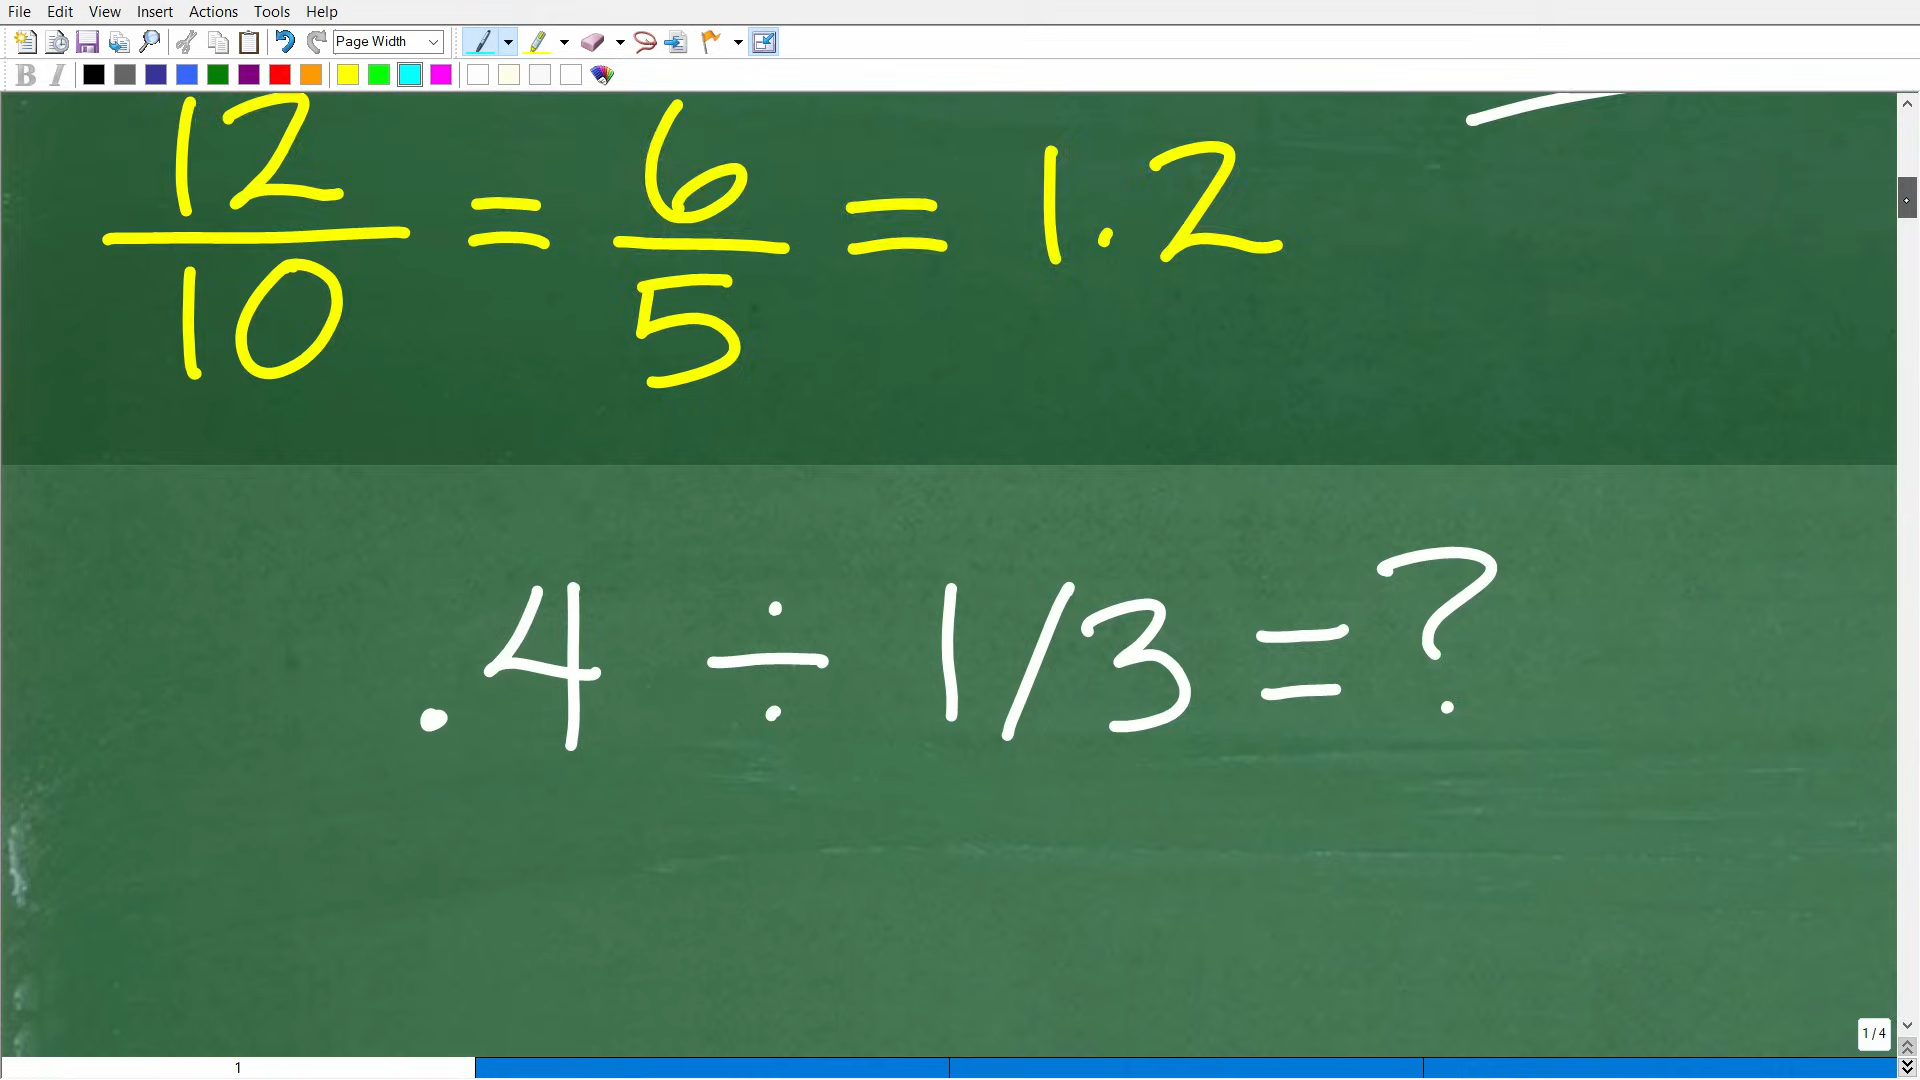 File Edit View Insert Actions Tools Help
Page Width
B I
12/10 = 6/5 = 1.2
.4 ÷ 1/3 = ?
1 / 4
1